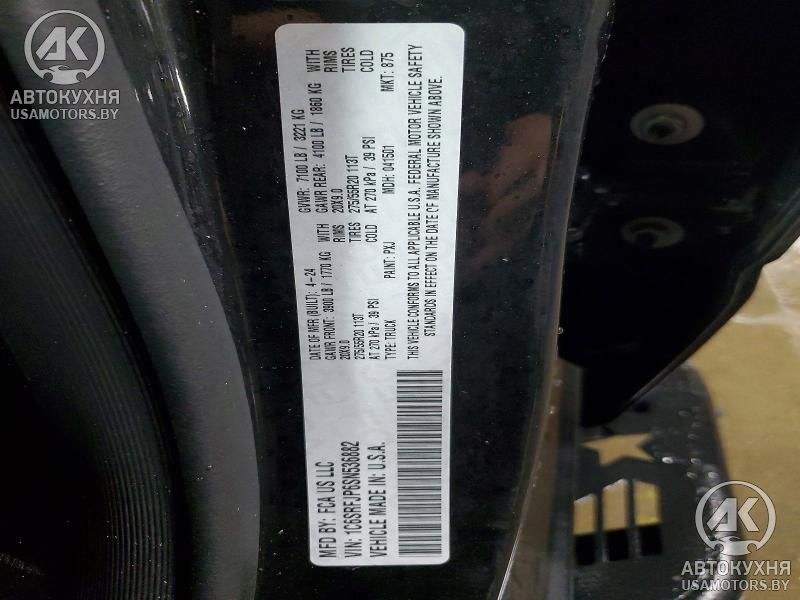 MFD BY: FCA US LLC
DATE OF MFR (BUILT): 4-24
GVWR: 7100 LB / 3221 KG
GAWR FRONT: 3900 LB / 1770 KG WITH
GAWR REAR: 4100 LB / 1860 KG WITH
20X9.0 RIMS
20X9.0 RIMS
275/55R20 113T TIRES
275/55R20 113T TIRES
AT 270 kPa / 39 PSI COLD
AT 270 kPa / 39 PSI COLD
VIN: 1C6SRFJP6SN536882
TYPE: TRUCK
PAINT: PXJ
MDH: 041501
MKT: 875
VEHICLE MADE IN: U.S.A.
THIS VEHICLE CONFORMS TO ALL APPLICABLE U.S.A. FEDERAL MOTOR VEHICLE SAFETY
STANDARDS IN EFFECT ON THE DATE OF MANUFACTURE SHOWN ABOVE.
АК
АВТОКУХНЯ
USAMOTORS.BY
АК
АВТОКУХНЯ
USAMOTORS.BY